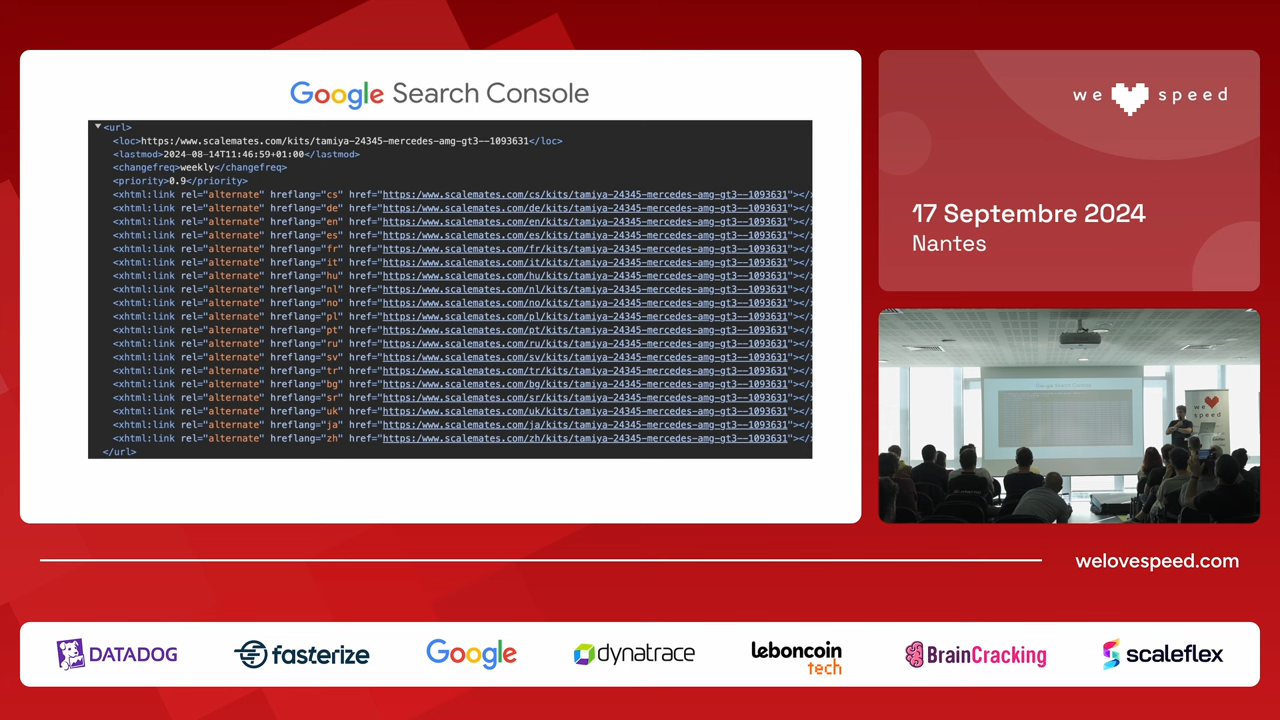 Google Search Console
▼<url>
<loc>https:/www.scalemates.com/kits/tamiya-24345-mercedes-amg-gt3--1093631</loc>
<lastmod>2024-08-14T11:46:59+01:00</lastmod>
<changefreq>weekly</changefreq>
<priority>0.9</priority>
<xhtml:link rel="alternate" hreflang="cs" href="https:/www.scalemates.com/cs/kits/tamiya-24345-mercedes-amg-gt3--1093631"></
<xhtml:link rel="alternate" hreflang="de" href="https:/www.scalemates.com/de/kits/tamiya-24345-mercedes-amg-gt3--1093631"></
<xhtml:link rel="alternate" hreflang="en" href="https:/www.scalemates.com/en/kits/tamiya-24345-mercedes-amg-gt3--1093631"></
<xhtml:link rel="alternate" hreflang="es" href="https:/www.scalemates.com/es/kits/tamiya-24345-mercedes-amg-gt3--1093631"></
<xhtml:link rel="alternate" hreflang="fr" href="https:/www.scalemates.com/fr/kits/tamiya-24345-mercedes-amg-gt3--1093631"></
<xhtml:link rel="alternate" hreflang="it" href="https:/www.scalemates.com/it/kits/tamiya-24345-mercedes-amg-gt3--1093631"></
<xhtml:link rel="alternate" hreflang="hu" href="https:/www.scalemates.com/hu/kits/tamiya-24345-mercedes-amg-gt3--1093631"></
<xhtml:link rel="alternate" hreflang="nl" href="https:/www.scalemates.com/nl/kits/tamiya-24345-mercedes-amg-gt3--1093631"></
<xhtml:link rel="alternate" hreflang="no" href="https:/www.scalemates.com/no/kits/tamiya-24345-mercedes-amg-gt3--1093631"></
<xhtml:link rel="alternate" hreflang="pl" href="https:/www.scalemates.com/pl/kits/tamiya-24345-mercedes-amg-gt3--1093631"></
<xhtml:link rel="alternate" hreflang="pt" href="https:/www.scalemates.com/pt/kits/tamiya-24345-mercedes-amg-gt3--1093631"></
<xhtml:link rel="alternate" hreflang="ru" href="https:/www.scalemates.com/ru/kits/tamiya-24345-mercedes-amg-gt3--1093631"></
<xhtml:link rel="alternate" hreflang="sv" href="https:/www.scalemates.com/sv/kits/tamiya-24345-mercedes-amg-gt3--1093631"></
<xhtml:link rel="alternate" hreflang="tr" href="https:/www.scalemates.com/tr/kits/tamiya-24345-mercedes-amg-gt3--1093631"></
<xhtml:link rel="alternate" hreflang="bg" href="https:/www.scalemates.com/bg/kits/tamiya-24345-mercedes-amg-gt3--1093631"></
<xhtml:link rel="alternate" hreflang="sr" href="https:/www.scalemates.com/sr/kits/tamiya-24345-mercedes-amg-gt3--1093631"></
<xhtml:link rel="alternate" hreflang="uk" href="https:/www.scalemates.com/uk/kits/tamiya-24345-mercedes-amg-gt3--1093631"></
<xhtml:link rel="alternate" hreflang="ja" href="https:/www.scalemates.com/ja/kits/tamiya-24345-mercedes-amg-gt3--1093631"></
<xhtml:link rel="alternate" hreflang="zh" href="https:/www.scalemates.com/zh/kits/tamiya-24345-mercedes-amg-gt3--1093631"></
</url>
we speed
17 Septembre 2024
Nantes
Google Search Console
we
speed
welovespeed.com
DATADOG
fasterize
Google
dynatrace
leboncoin
tech
BrainCracking
scaleflex